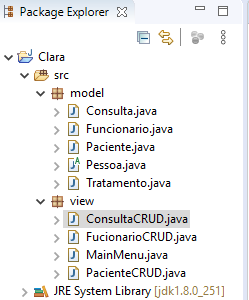 Package Explorer
Clara
src
model
Consulta.java
Funcionario.java
Paciente.java
Pessoa.java
Tratamento.java
view
ConsultaCRUD.java
FucionarioCRUD.java
MainMenu.java
PacienteCRUD.java
JRE System Library [jdk1.8.0_251]